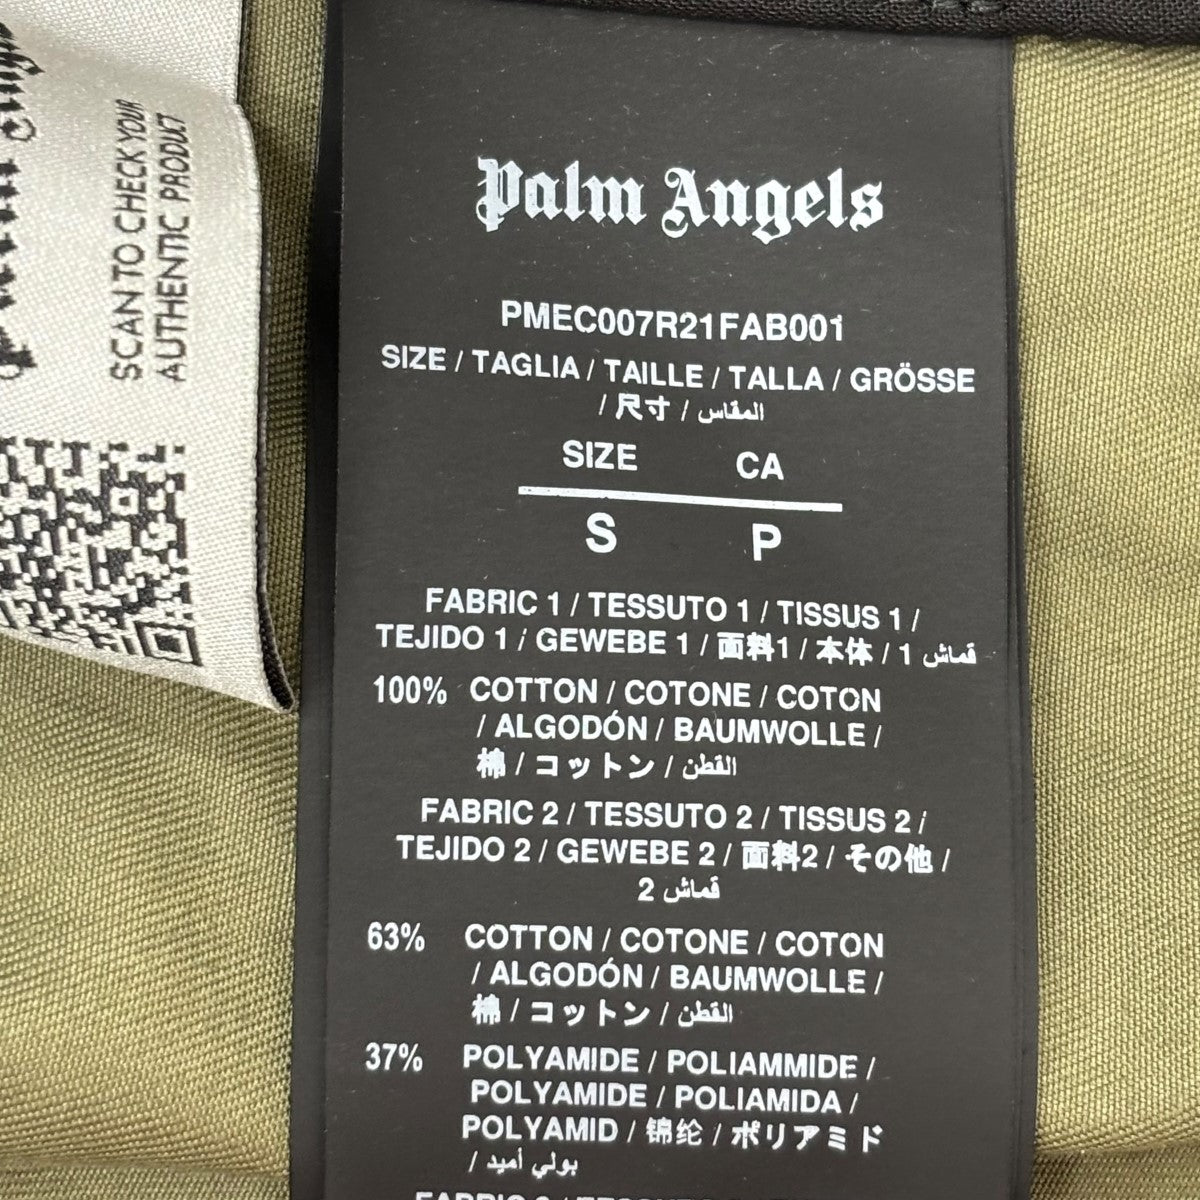 SCAN TO CHECK YOUR
AUTHENTIC PRODUCT
Palm Angels
PMEC007R21FAB001
SIZE / TAGLIA / TAILLE / TALLA / GRÖSSE
/ 尺寸 / المقاس
SIZE CA
S P
FABRIC 1 / TESSUTO 1 / TISSUS 1 /
TEJIDO 1 / GEWEBE 1 / 面料1 / 本体 / قماش 1
100% COTTON / COTONE / COTON
/ ALGODÓN / BAUMWOLLE /
棉 / コットン / القطن
FABRIC 2 / TESSUTO 2 / TISSUS 2 /
TEJIDO 2 / GEWEBE 2 / 面料2 / その他 /
قماش 2
63% COTTON / COTONE / COTON
/ ALGODÓN / BAUMWOLLE /
棉 / コットン / القطن
37% POLYAMIDE / POLIAMMIDE /
POLYAMIDE / POLIAMIDA /
POLYAMID / 锦纶 / ポリアミド
/ بولي أميد